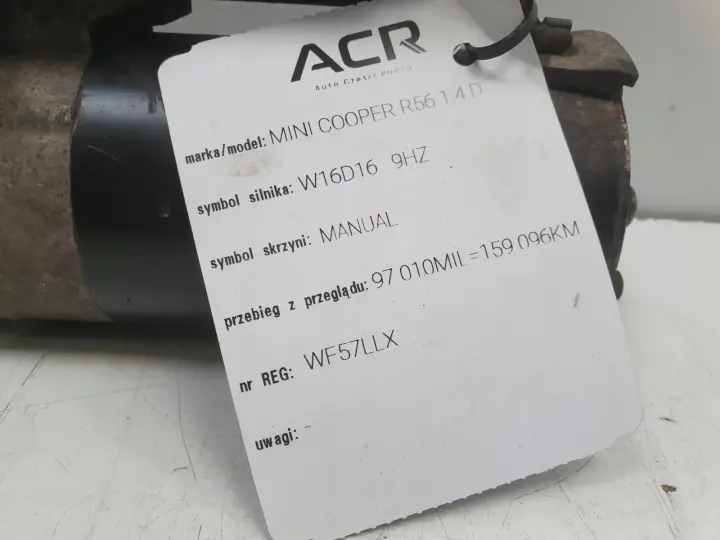 ACR
Auto Części Rudno
marka/model: MINI COOPER R56 1.4 D
symbol silnika: W16D16 9HZ
symbol skrzyni: MANUAL
przebieg z przeglądu: 97 010MIL=159 096KM
nr REG: WF57LLX
uwagi: -